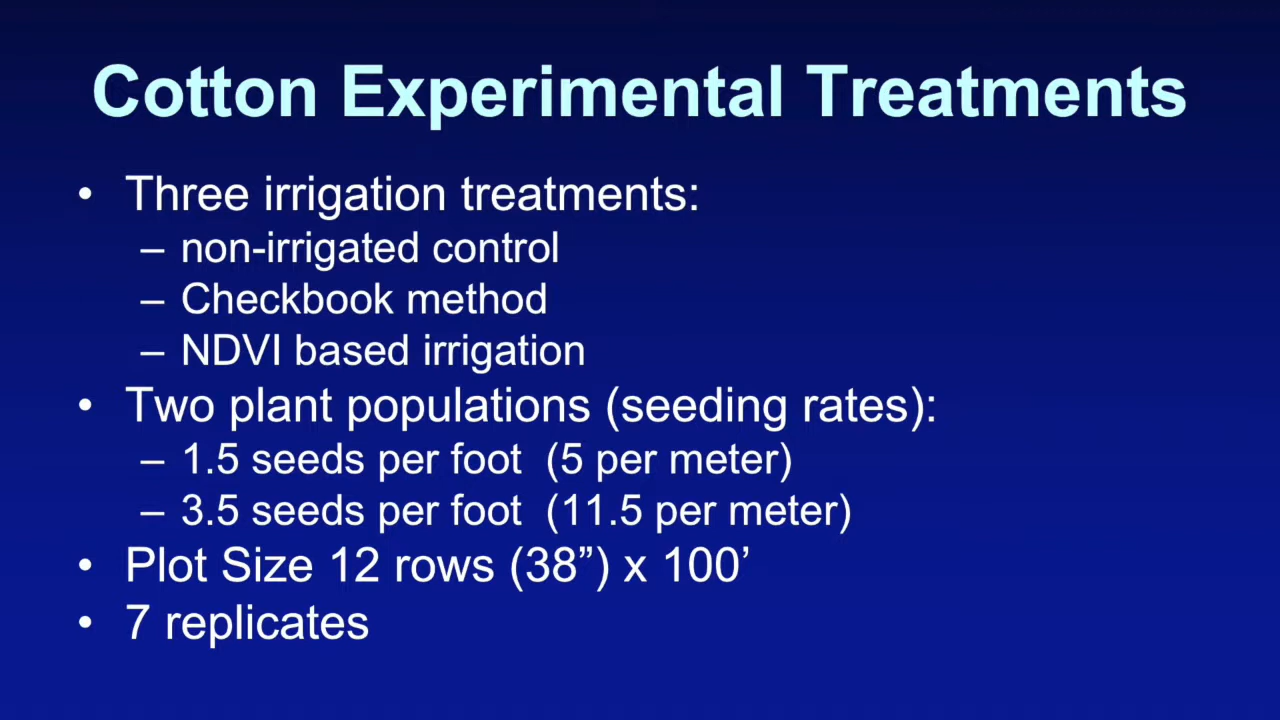 Cotton Experimental Treatments
• Three irrigation treatments:
– non-irrigated control
– Checkbook method
– NDVI based irrigation
• Two plant populations (seeding rates):
– 1.5 seeds per foot (5 per meter)
– 3.5 seeds per foot (11.5 per meter)
• Plot Size 12 rows (38”) x 100’
• 7 replicates